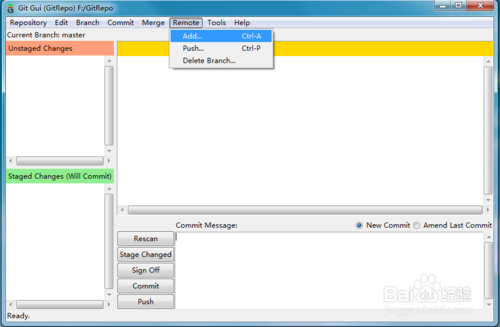 Git Gui (GitRepo) F:/GitRepo
Repository Edit Branch Commit Merge Remote Tools Help
Current Branch: master
Add... Ctrl-A
Push... Ctrl-P
Delete Branch...
Unstaged Changes
Staged Changes (Will Commit)
Commit Message: New Commit Amend Last Commit
Rescan
Stage Changed
Sign Off
Commit
Push
Ready.
Baidu 经验
jingyan.baidu.com